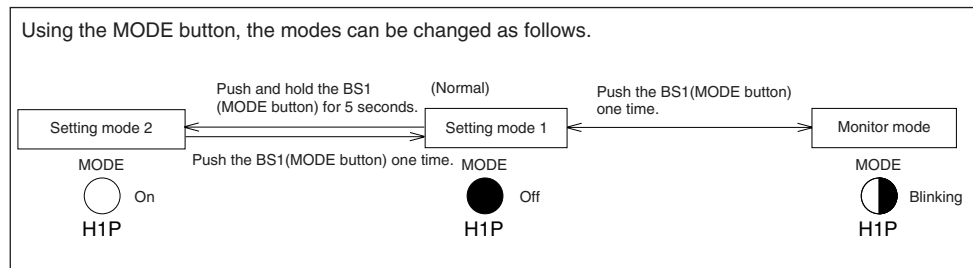 Using the MODE button, the modes can be changed as follows.
Push and hold the BS1
(MODE button) for 5 seconds.
(Normal)
Push the BS1(MODE button)
one time.
Setting mode 2
Setting mode 1
Monitor mode
Push the BS1(MODE button) one time.
MODE
On
H1P
MODE
Off
H1P
MODE
Blinking
H1P